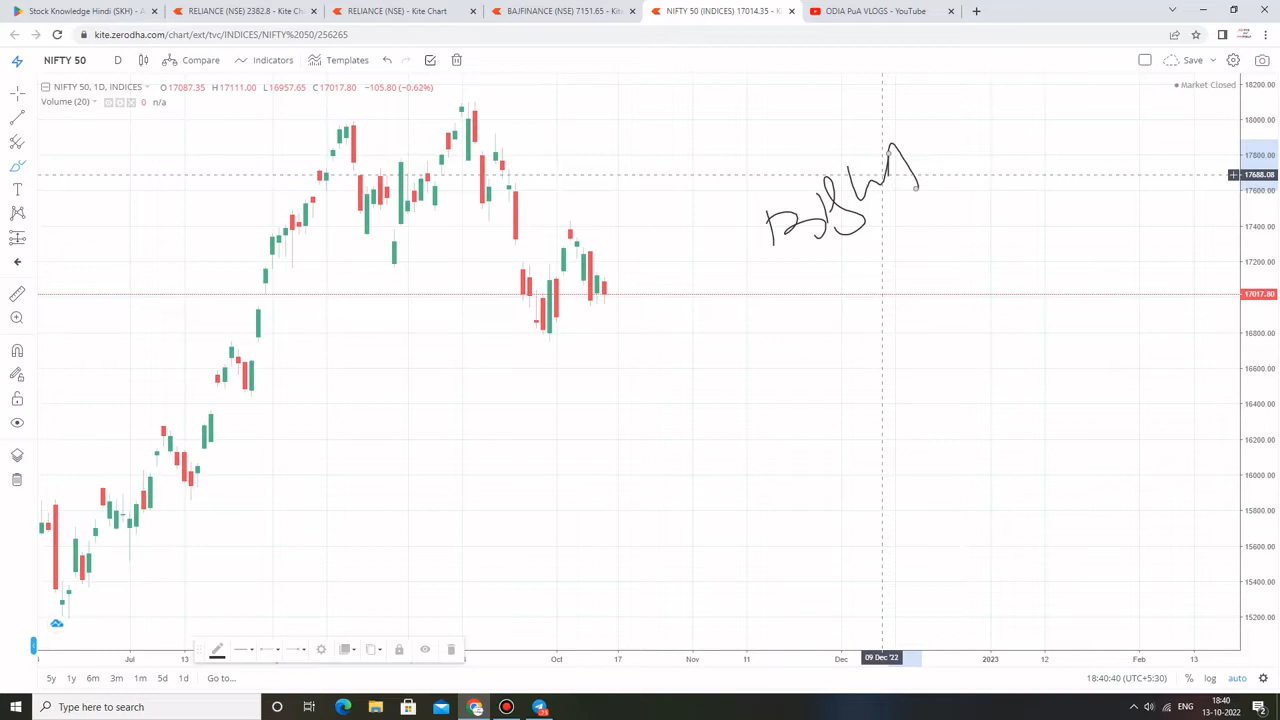 Stock Knowledge Hindi (SKH) - A
RELIANCE (NSE) 2382.8 - Kite Cha
RELIANCE (NSE) - Kite Chart
BAJFINANCE (NSE) 7151.65 - Kite
NIFTY 50 (INDICES) 17014.35 - Kit
ODIA PuA VLOGS - YouTube
kite.zerodha.com/chart/ext/tvc/INDICES/NIFTY%2050/256265
NIFTY 50 D Compare Indicators Templates Save
NIFTY 50, 1D, INDICES O17087.35 H17111.00 L16957.65 C17017.80 −105.80 (−0.62%)
Market Closed
Volume (20) 0 n/a
18200.00
18000.00
17800.00
17688.08
17600.00
17400.00
17200.00
17017.80
16800.00
16600.00
16400.00
16200.00
16000.00
15800.00
15600.00
15400.00
15200.00
Jul Oct 17 Nov 11 Dec 09 Dec '22 2023 12 Feb 13
5y 1y 6m 3m 1m 5d 1d Go to... 18:40:40 (UTC+5:30) % log auto
Type here to search
ENG
18:40
13-10-2022
2